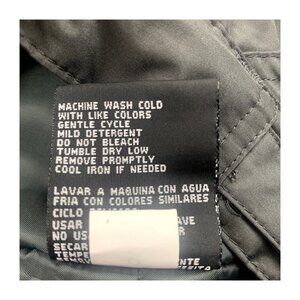 MACHINE WASH COLD
WITH LIKE COLORS
GENTLE CYCLE
MILD DETERGENT
DO NOT BLEACH
TUMBLE DRY LOW
REMOVE PROMPTLY
COOL IRON IF NEEDED
LAVAR A MAQUINA CON AGUA
FRIA CON COLORES SIMILARES
CICLO
USAR
NO
SECAR